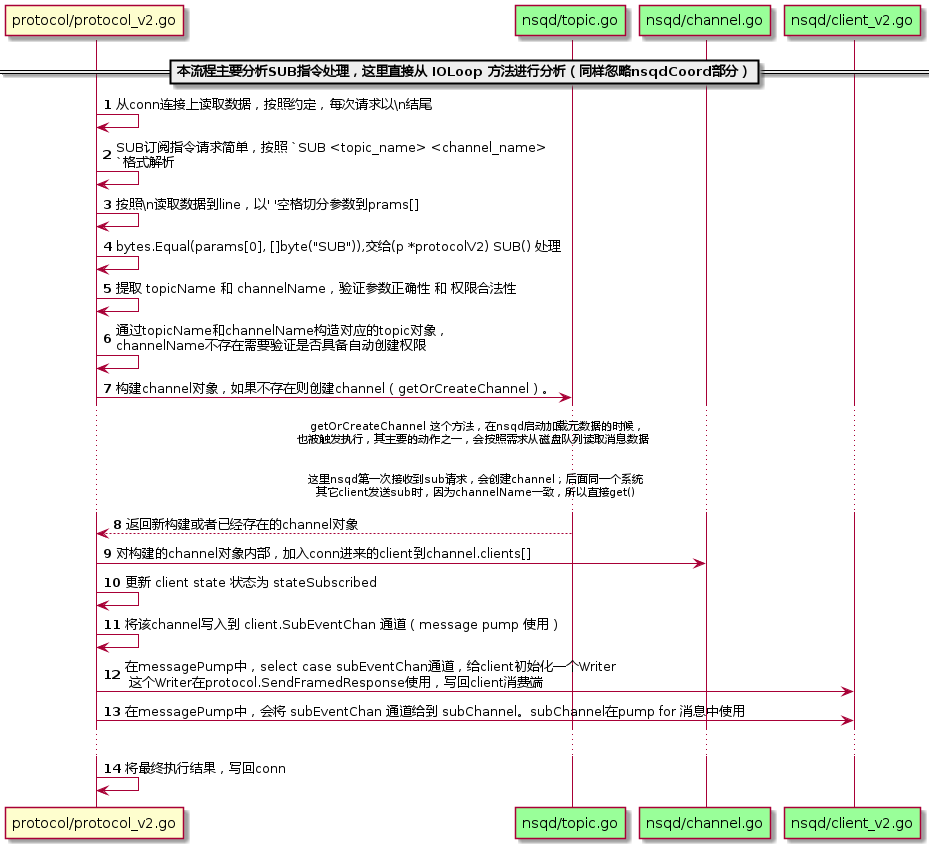 protocol/protocol_v2.go nsqd/topic.go nsqd/channel.go nsqd/client_v2.go
本流程主要分析SUB指令处理，这里直接从 IOLoop 方法进行分析（同样忽略nsqdCoord部分）
1 从conn连接上读取数据，按照约定，每次请求以\n结尾
2 SUB订阅指令请求简单，按照 `SUB <topic_name> <channel_name>
`格式解析
3 按照\n读取数据到line，以' '空格切分参数到prams[]
4 bytes.Equal(params[0], []byte("SUB")),交给(p *protocolV2) SUB() 处理
5 提取 topicName 和 channelName，验证参数正确性 和 权限合法性
6 通过topicName和channelName构造对应的topic对象，
channelName不存在需要验证是否具备自动创建权限
7 构建channel对象，如果不存在则创建channel（getOrCreateChannel）。
getOrCreateChannel 这个方法，在nsqd启动加载元数据的时候，
也被触发执行，其主要的动作之一，会按照需求从磁盘队列读取消息数据
这里nsqd第一次接收到sub请求，会创建channel；后面同一个系统
其它client发送sub时，因为channelName一致，所以直接get()
8 返回新构建或者已经存在的channel对象
9 对构建的channel对象内部，加入conn进来的client到channel.clients[]
10 更新 client state 状态为 stateSubscribed
11 将该channel写入到 client.SubEventChan 通道（message pump 使用）
12 在messagePump中，select case subEventChan通道，给client初始化一个Writer
这个Writer在protocol.SendFramedResponse使用，写回client消费端
13 在messagePump中，会将 subEventChan 通道给到 subChannel。subChannel在pump for 消息中使用
14 将最终执行结果，写回conn
protocol/protocol_v2.go nsqd/topic.go nsqd/channel.go nsqd/client_v2.go